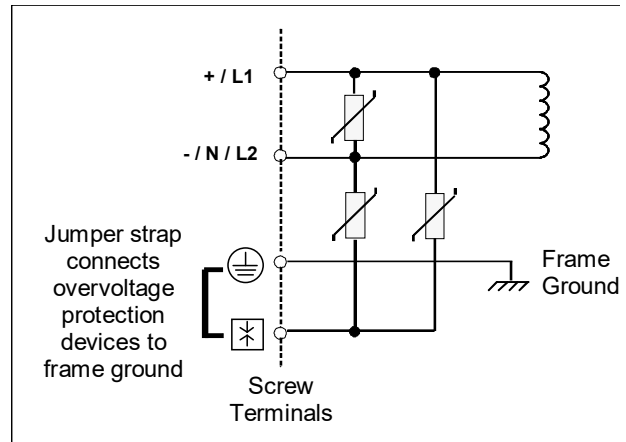 + / L1
- / N / L2
Jumper strap
connects
overvoltage
protection
devices to
frame ground
Frame
Ground
Screw
Terminals